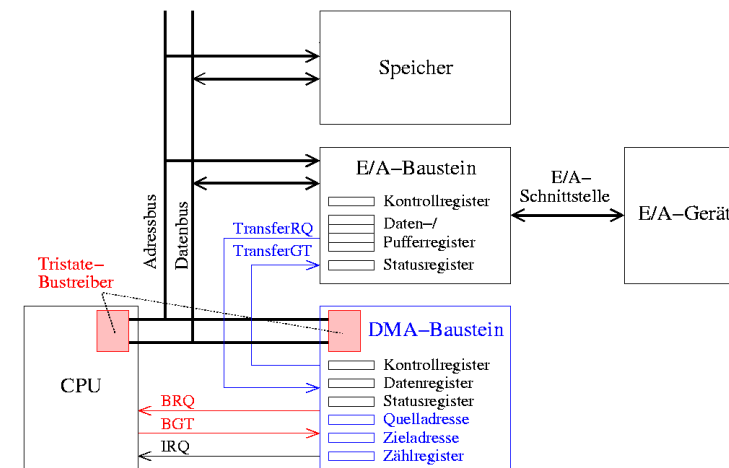 Speicher
Adressbus
Datenbus
E/A–Baustein
Kontrollregister
Daten–/
Pufferregister
Statusregister
E/A–
Schnittstelle
E/A–Gerät
TransferRQ
TransferGT
Tristate–
Bustreiber
CPU
DMA–Baustein
Kontrollregister
Datenregister
Statusregister
Quelladresse
Zieladresse
Zählregister
BRQ
BGT
IRQ